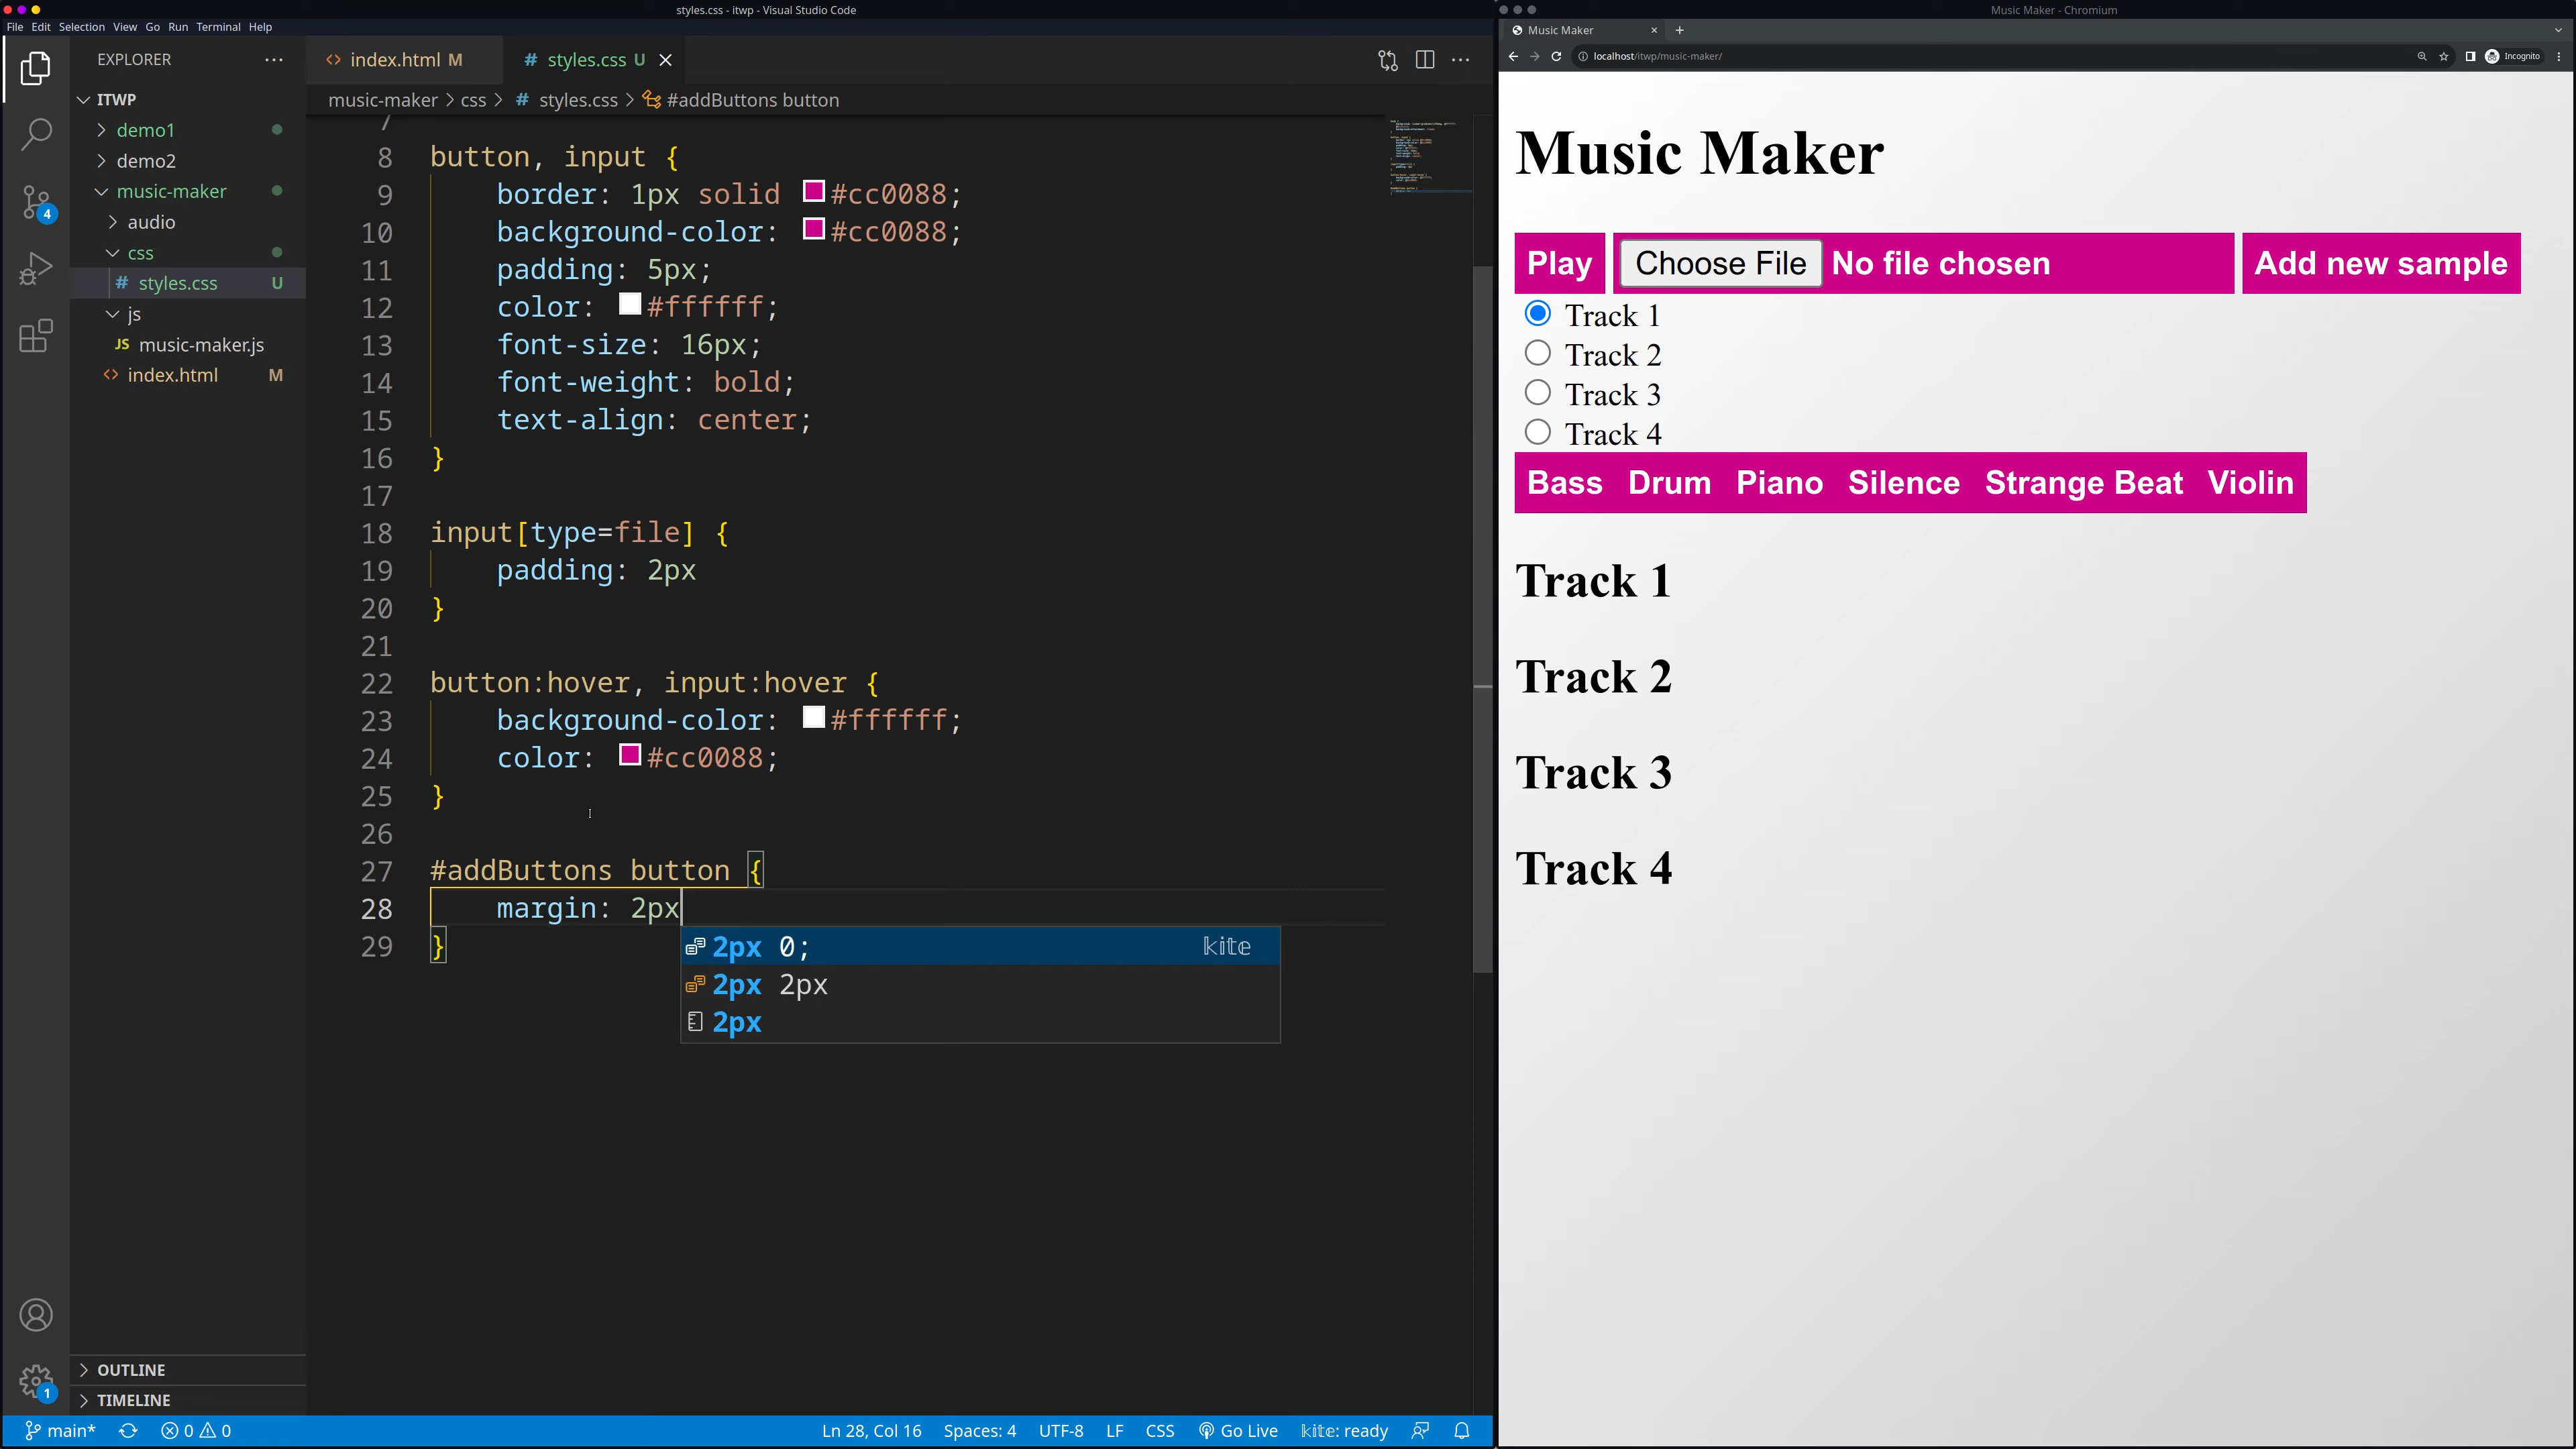 styles.css - itwp - Visual Studio Code
File Edit Selection View Go Run Terminal Help
EXPLORER
ITWP
demo1
demo2
music-maker
audio
css
# styles.css U
js
JS music-maker.js
<> index.html M
OUTLINE
TIMELINE
<> index.html M
# styles.css U
music-maker > css > # styles.css > #addButtons button
7
8 button, input {
9 border: 1px solid #cc0088;
10 background-color: #cc0088;
11 padding: 5px;
12 color: #ffffff;
13 font-size: 16px;
14 font-weight: bold;
15 text-align: center;
16 }
17
18 input[type=file] {
19 padding: 2px
20 }
21
22 button:hover, input:hover {
23 background-color: #ffffff;
24 color: #cc0088;
25 }
26
27 #addButtons button {
28 margin: 2px
29 }
2px 0; kite
2px 2px
2px
4
1
main* 0 0 Ln 28, Col 16 Spaces: 4 UTF-8 LF CSS Go Live kite: ready
Music Maker - Chromium
Music Maker
localhost/itwp/music-maker/
Incognito
Music Maker
Play Choose File No file chosen Add new sample
Track 1
Track 2
Track 3
Track 4
Bass Drum Piano Silence Strange Beat Violin
Track 1
Track 2
Track 3
Track 4